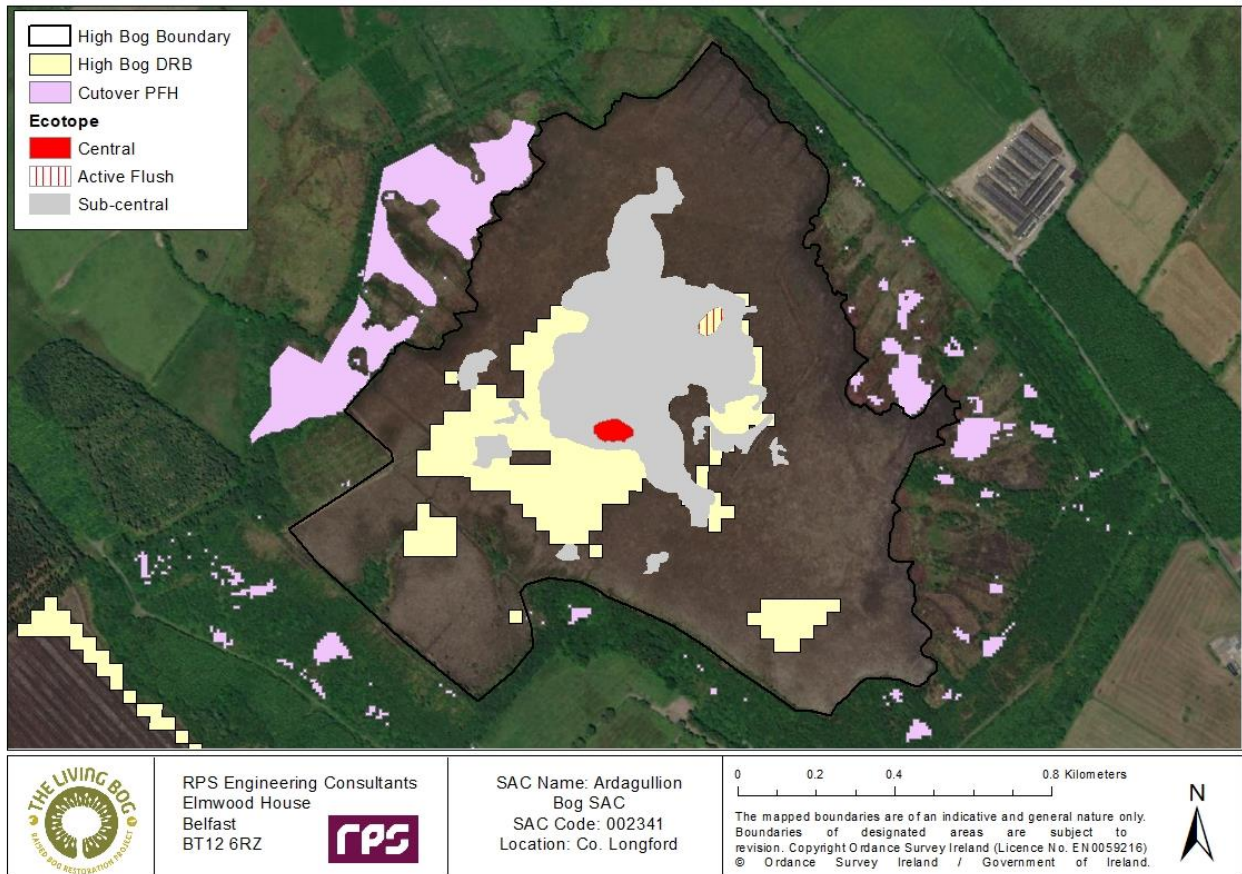 High Bog Boundary
High Bog DRB
Cutover PFH
Ecotope
Central
Active Flush
Sub-central
THE LIVING BOG
RAISED BOG RESTORATION PROJECT
RPS Engineering Consultants
Elmwood House
Belfast
BT12 6RZ
rps
SAC Name: Ardagullion
Bog SAC
SAC Code: 002341
Location: Co. Longford
0 0.2 0.4 0.8 Kilometers
The mapped boundaries are of an indicative and general nature only.
Boundaries of designated areas are subject to
revision. Copyright Ordance Survey Ireland (Licence No. EN0059216)
© Ordance Survey Ireland / Government of Ireland.
N